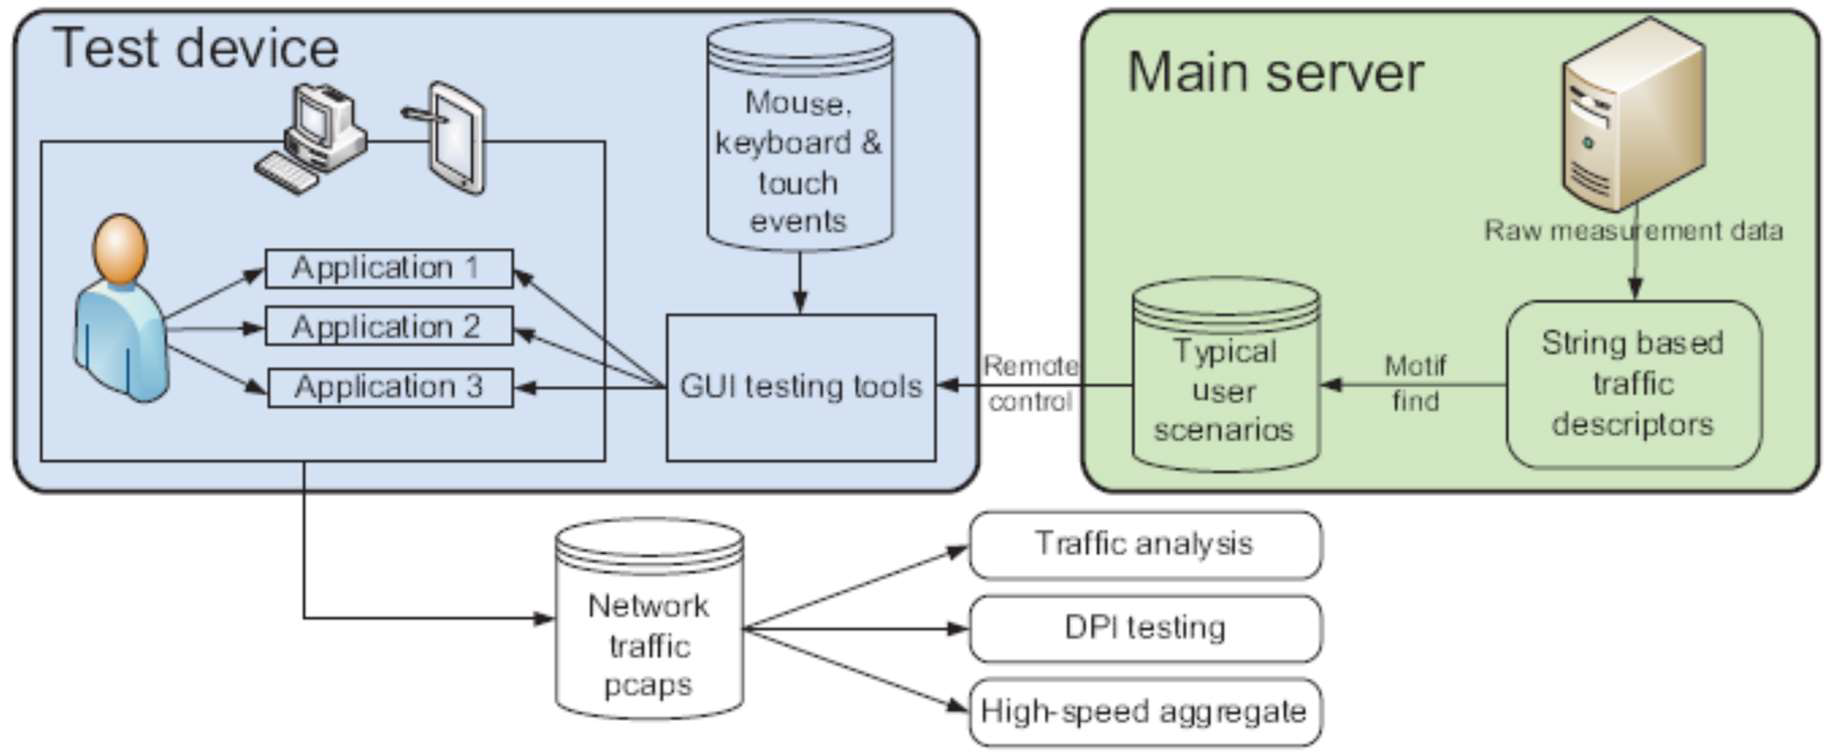 Test device
Mouse,
keyboard &
touch
events
Application 1
Application 2
Application 3
GUI testing tools
Remote
control
Main server
Raw measurement data
String based
traffic
descriptors
Motif
find
Typical
user
scenarios
Network
traffic
pcaps
Traffic analysis
DPI testing
High-speed aggregate